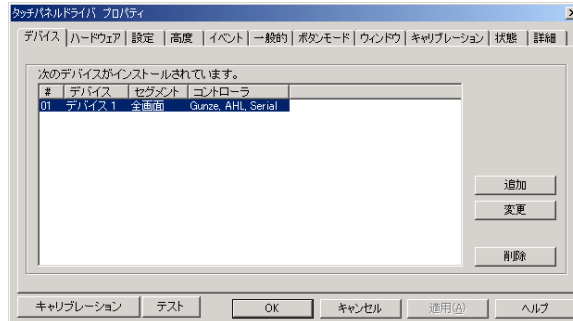 タッチパネルドライバ プロパティ
デバイス ハードウェア 設定 高度 イベント 一般的 ボタンモード ウィンドウ キャリブレーション 状態 詳細
次のデバイスがインストールされています。
# デバイス セグメント コントローラ
01 デバイス 1 全画面 Gunze, AHL, Serial
追加
変更
削除
キャリブレーション テスト OK キャンセル 適用(A) ヘルプ